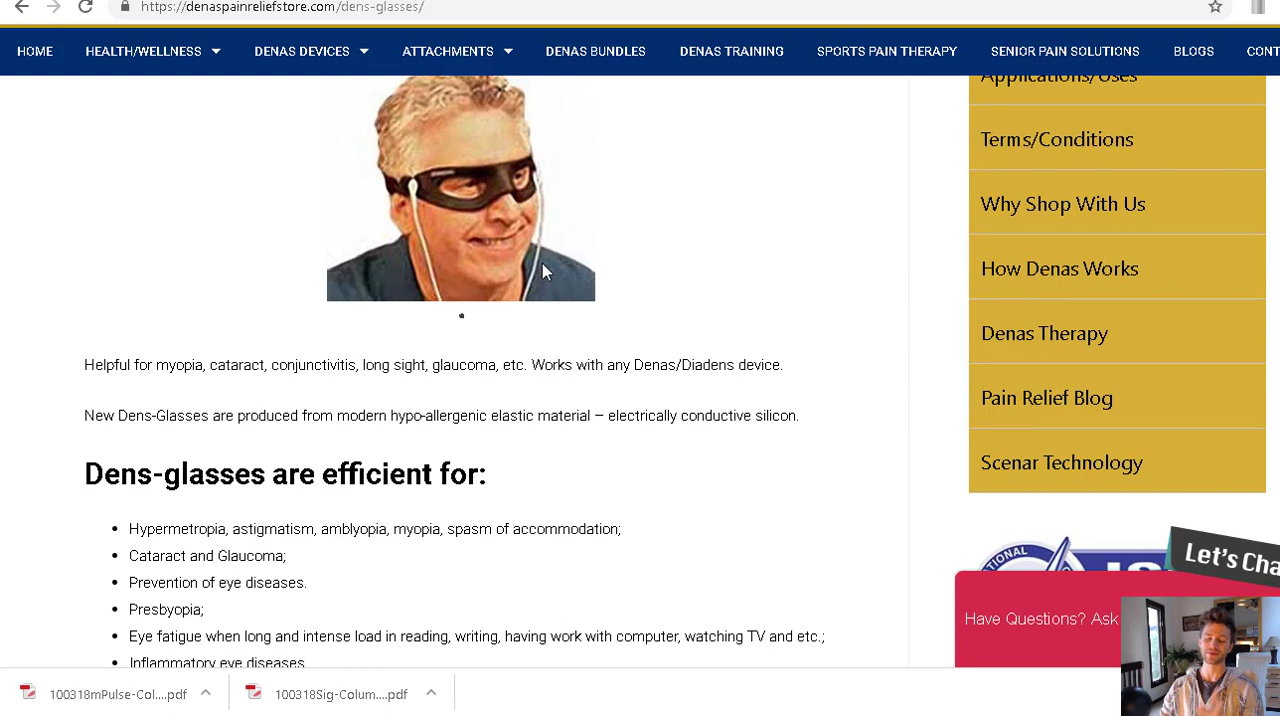 https://denaspainreliefstore.com/dens-glasses/
HOME HEALTH/WELLNESS DENAS DEVICES ATTACHMENTS DENAS BUNDLES DENAS TRAINING SPORTS PAIN THERAPY SENIOR PAIN SOLUTIONS BLOGS CONT
Applications/Uses
Terms/Conditions
Why Shop With Us
How Denas Works
Denas Therapy
Pain Relief Blog
Scenar Technology
Helpful for myopia, cataract, conjunctivitis, long sight, glaucoma, etc. Works with any Denas/Diadens device.
New Dens-Glasses are produced from modern hypo-allergenic elastic material – electrically conductive silicon.
Dens-glasses are efficient for:
• Hypermetropia, astigmatism, amblyopia, myopia, spasm of accommodation;
• Cataract and Glaucoma;
• Prevention of eye diseases.
• Presbyopia;
• Eye fatigue when long and intense load in reading, writing, having work with computer, watching TV and etc.;
• Inflammatory eye diseases.
Let's Cha
Have Questions? Ask
100318mPulse-Col....pdf
100318Sig-Colum....pdf